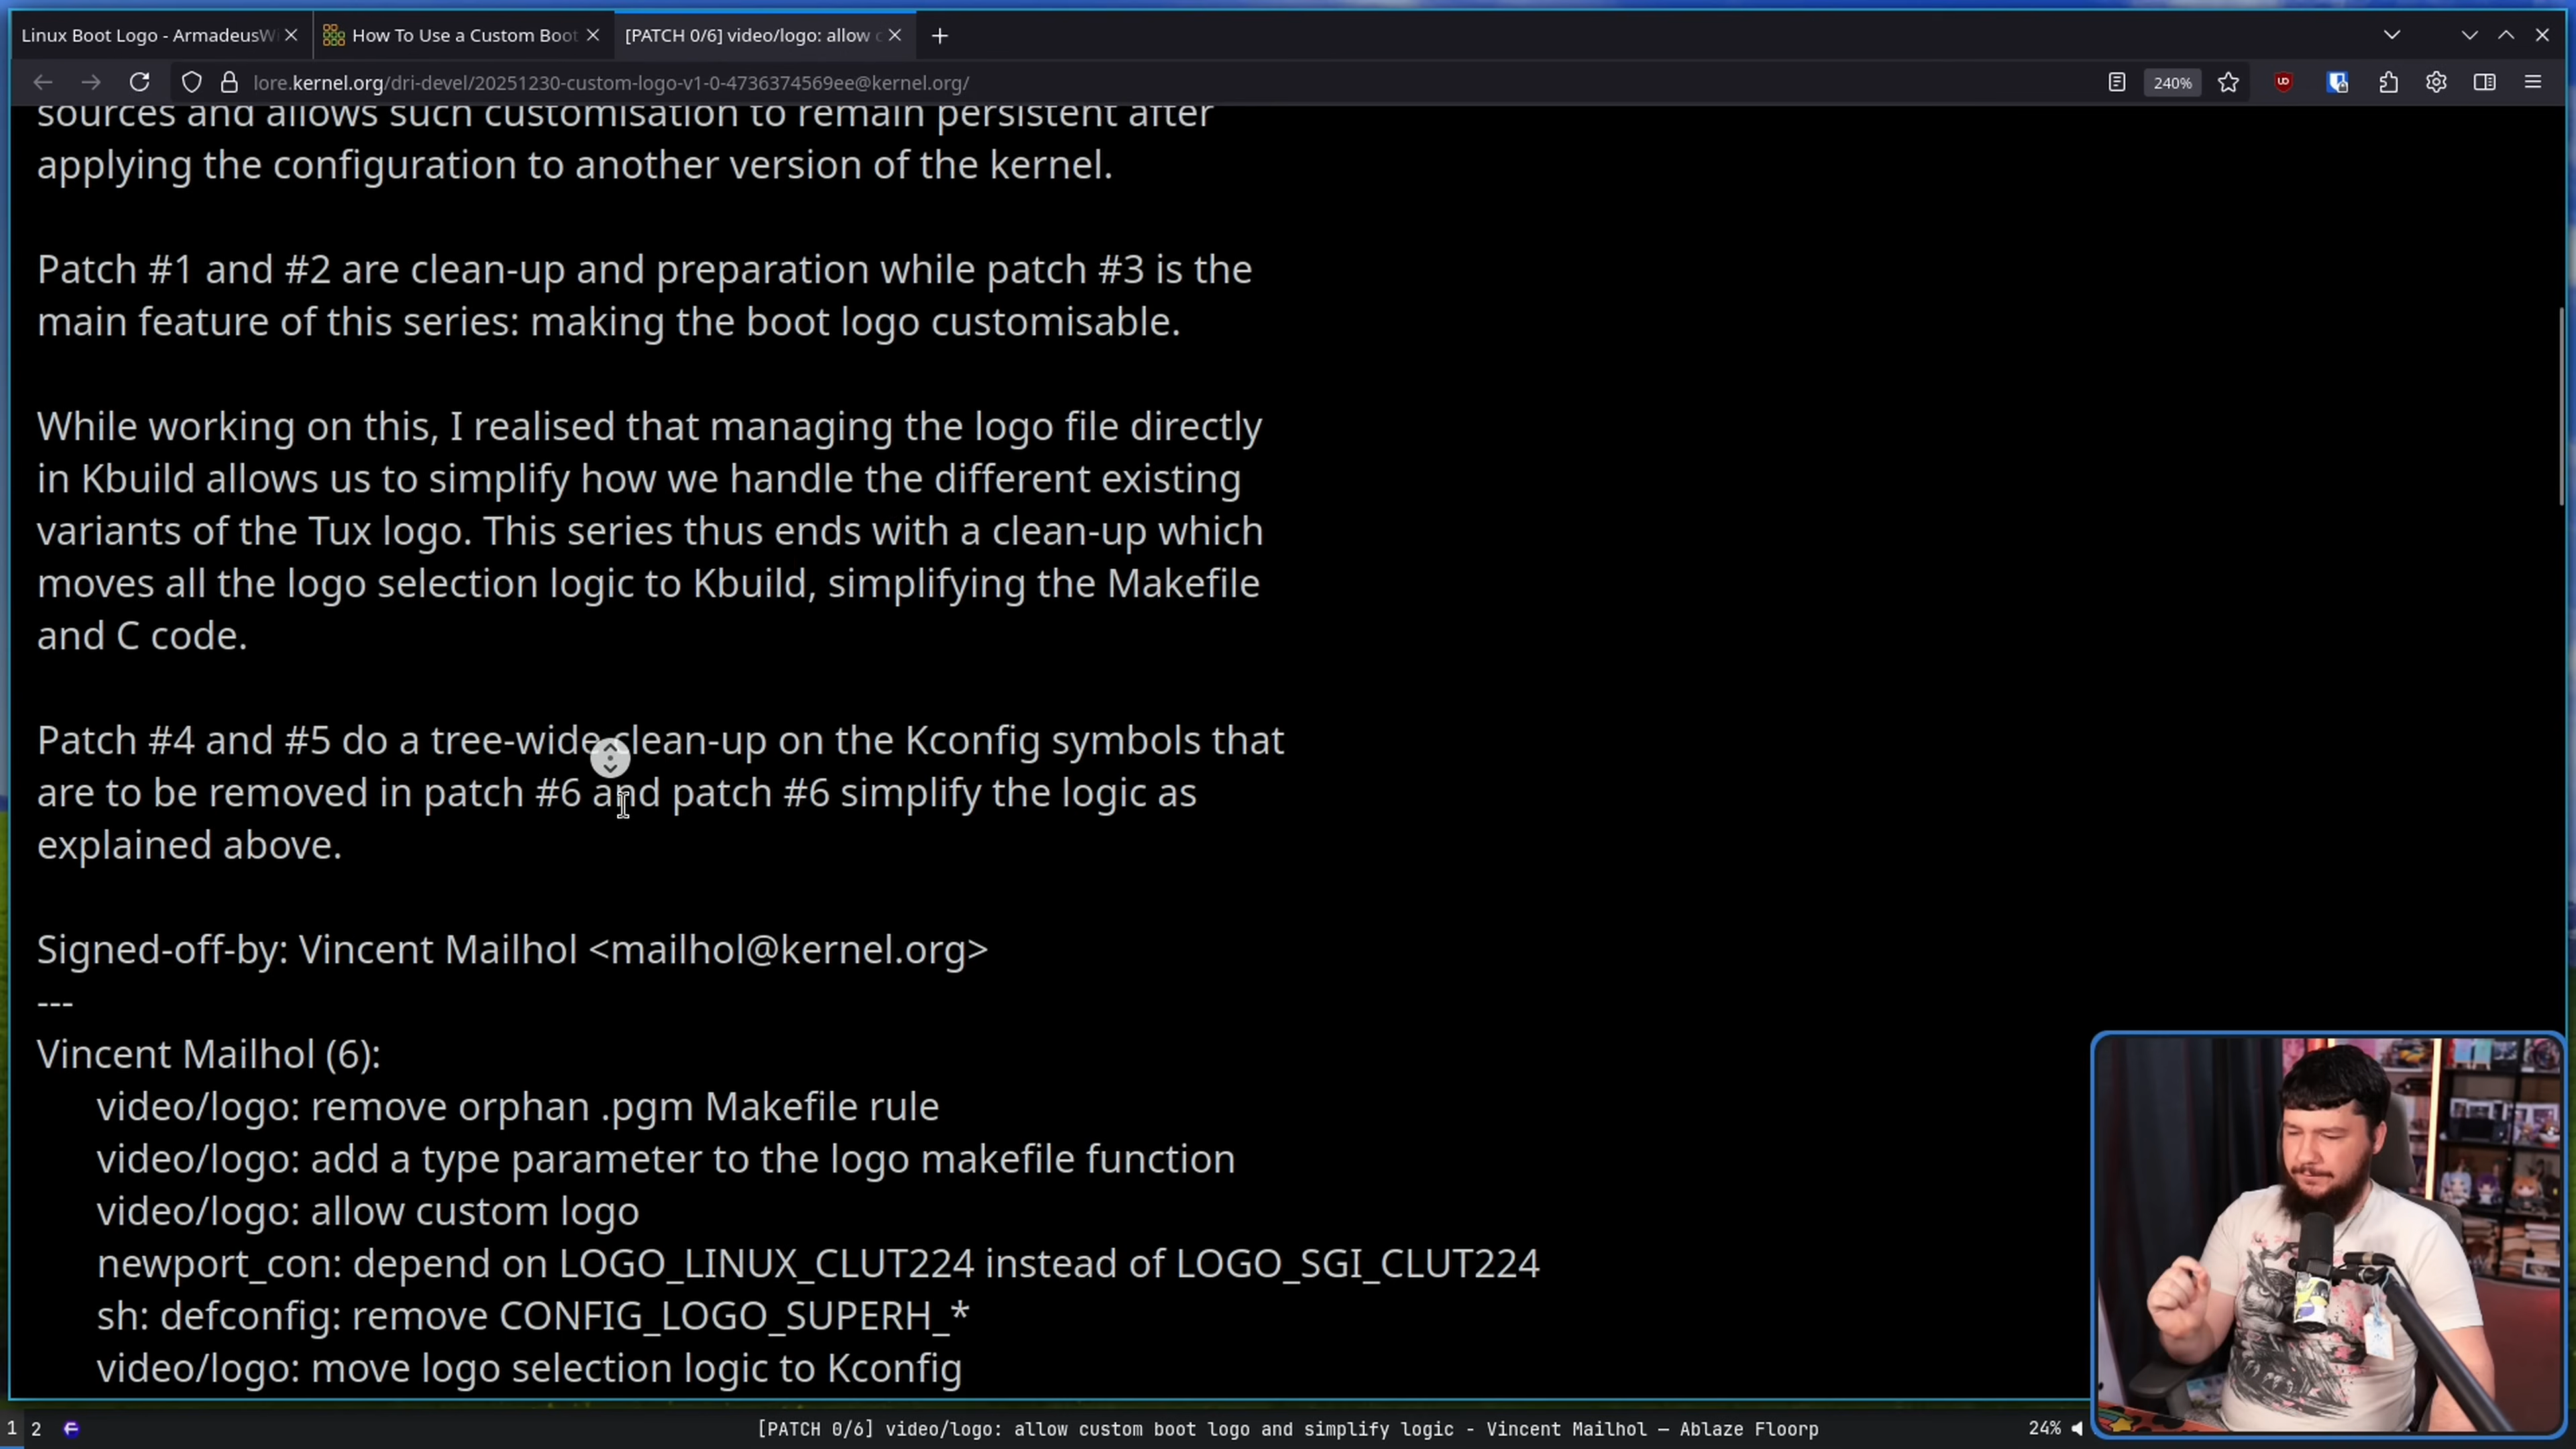 Linux Boot Logo - ArmadeusWi
How To Use a Custom Boot
[PATCH 0/6] video/logo: allow c
lore.kernel.org/dri-devel/20251230-custom-logo-v1-0-4736374569ee@kernel.org/
240%
sources and allows such customisation to remain persistent after
applying the configuration to another version of the kernel.
Patch #1 and #2 are clean-up and preparation while patch #3 is the
main feature of this series: making the boot logo customisable.
While working on this, I realised that managing the logo file directly
in Kbuild allows us to simplify how we handle the different existing
variants of the Tux logo. This series thus ends with a clean-up which
moves all the logo selection logic to Kbuild, simplifying the Makefile
and C code.
Patch #4 and #5 do a tree-wide clean-up on the Kconfig symbols that
are to be removed in patch #6 and patch #6 simplify the logic as
explained above.
Signed-off-by: Vincent Mailhol <mailhol@kernel.org>
---
Vincent Mailhol (6):
video/logo: remove orphan .pgm Makefile rule
video/logo: add a type parameter to the logo makefile function
video/logo: allow custom logo
newport_con: depend on LOGO_LINUX_CLUT224 instead of LOGO_SGI_CLUT224
sh: defconfig: remove CONFIG_LOGO_SUPERH_*
video/logo: move logo selection logic to Kconfig
1 2
[PATCH 0/6] video/logo: allow custom boot logo and simplify logic - Vincent Mailhol — Ablaze Floorp
24%